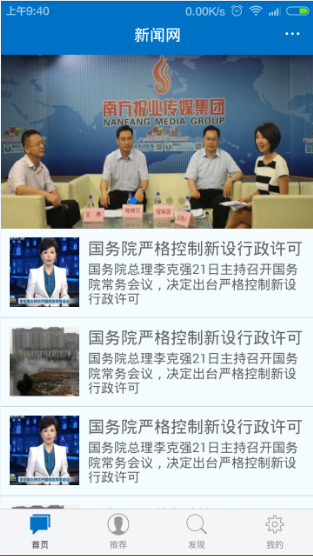 上午9:40
0.00K/s
新闻网
南方报业传媒集团
NANFANG MEDIA GROUP
国务院严格控制新设行政许可
国务院总理李克强21日主持召开国务
院常务会议，决定出台严格控制新设
行政许可
国务院严格控制新设行政许可
国务院总理李克强21日主持召开国务
院常务会议，决定出台严格控制新设
行政许可
国务院严格控制新设行政许可
国务院总理李克强21日主持召开国务
院常务会议，决定出台严格控制新设
行政许可
首页
推荐
发现
我的